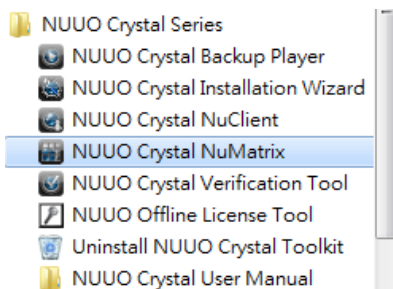 NUUO Crystal Series
NUUO Crystal Backup Player
NUUO Crystal Installation Wizard
NUUO Crystal NuClient
NUUO Crystal NuMatrix
NUUO Crystal Verification Tool
NUUO Offline License Tool
Uninstall NUUO Crystal Toolkit
NUUO Crystal User Manual